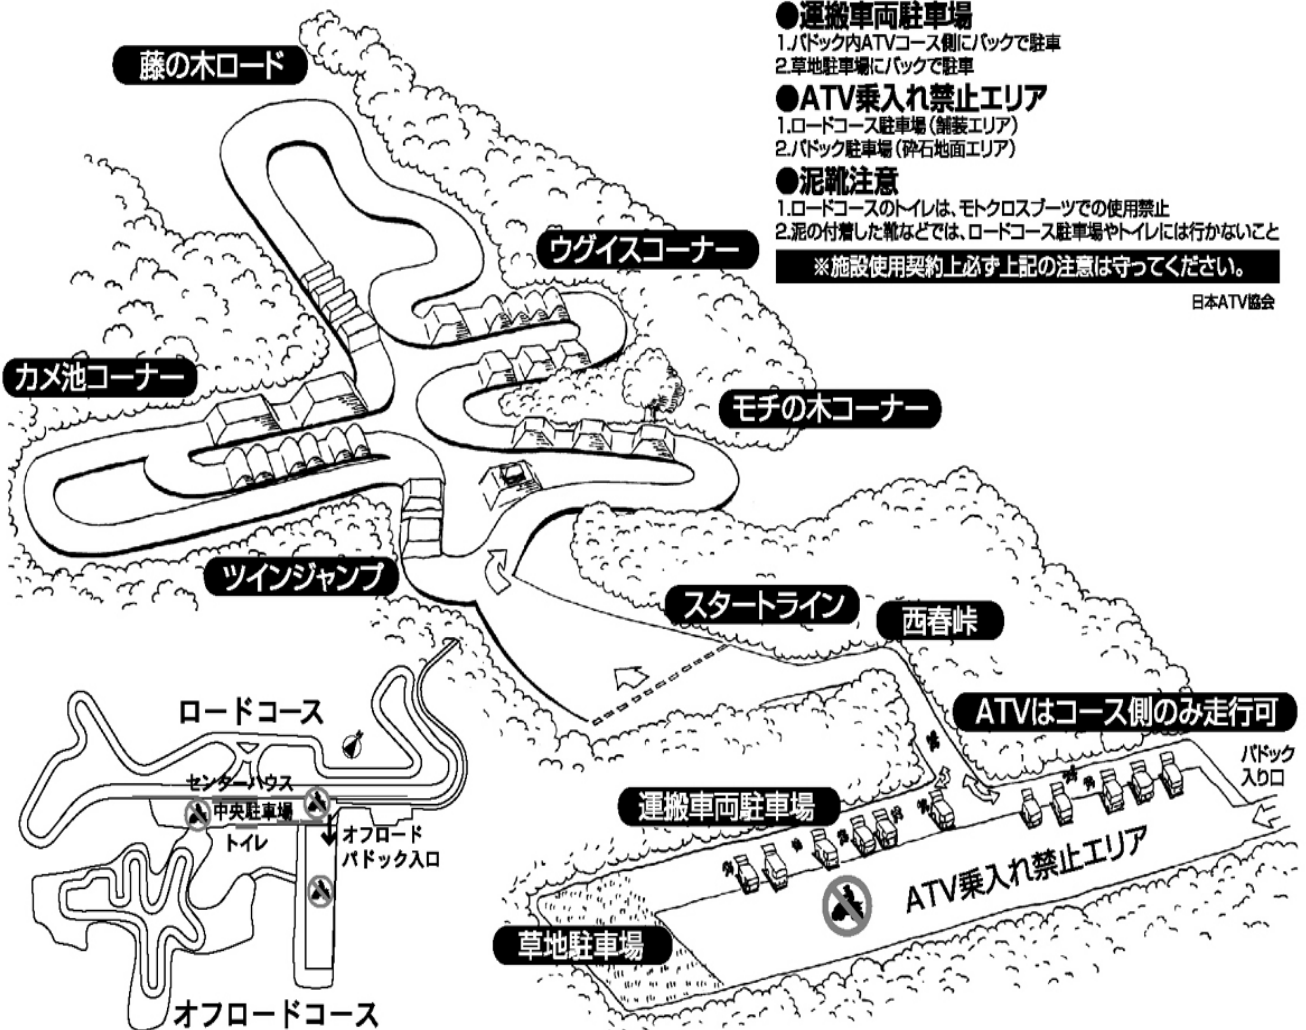 ●運搬車両駐車場
1.パドック内ATVコース側にバックで駐車
2.草地駐車場にバックで駐車
●ATV乗入れ禁止エリア
1.ロードコース駐車場(舗装エリア)
2.パドック駐車場(砕石地面エリア)
●泥靴注意
1.ロードコースのトイレは、モトクロスブーツでの使用禁止
2.泥の付着した靴などでは、ロードコース駐車場やトイレには行かないこと
※施設使用契約上必ず上記の注意は守ってください。
日本ATV協会
藤の木ロード
ウグイスコーナー
カメ池コーナー
モチの木コーナー
ツインジャンプ
スタートライン
西春峠
ATVはコース側のみ走行可
パドック
入り口
運搬車両駐車場
ATV乗入れ禁止エリア
草地駐車場
ロードコース
センターハウス
中央駐車場
トイレ
オフロード
パドック入口
オフロードコース